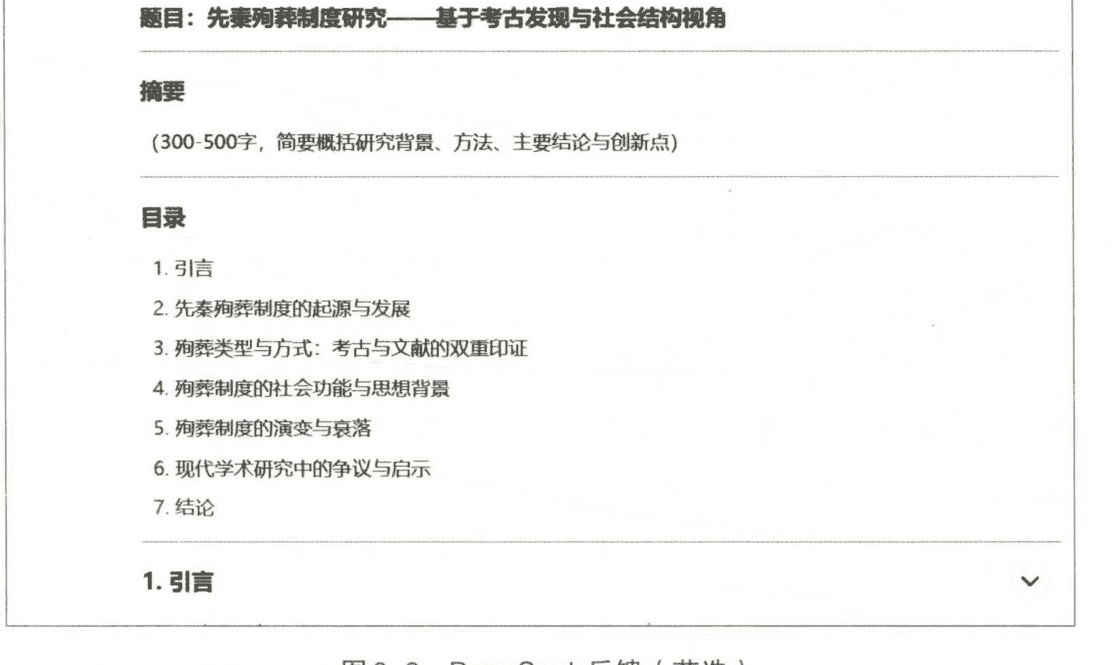 题目：先秦殉葬制度研究——基于考古发现与社会结构视角
摘要
（300-500字，简要概括研究背景、方法、主要结论与创新点）
目录
1. 引言
2. 先秦殉葬制度的起源与发展
3. 殉葬类型与方式：考古与文献的双重印证
4. 殉葬制度的社会功能与思想背景
5. 殉葬制度的演变与衰落
6. 现代学术研究中的争议与启示
7. 结论
1. 引言